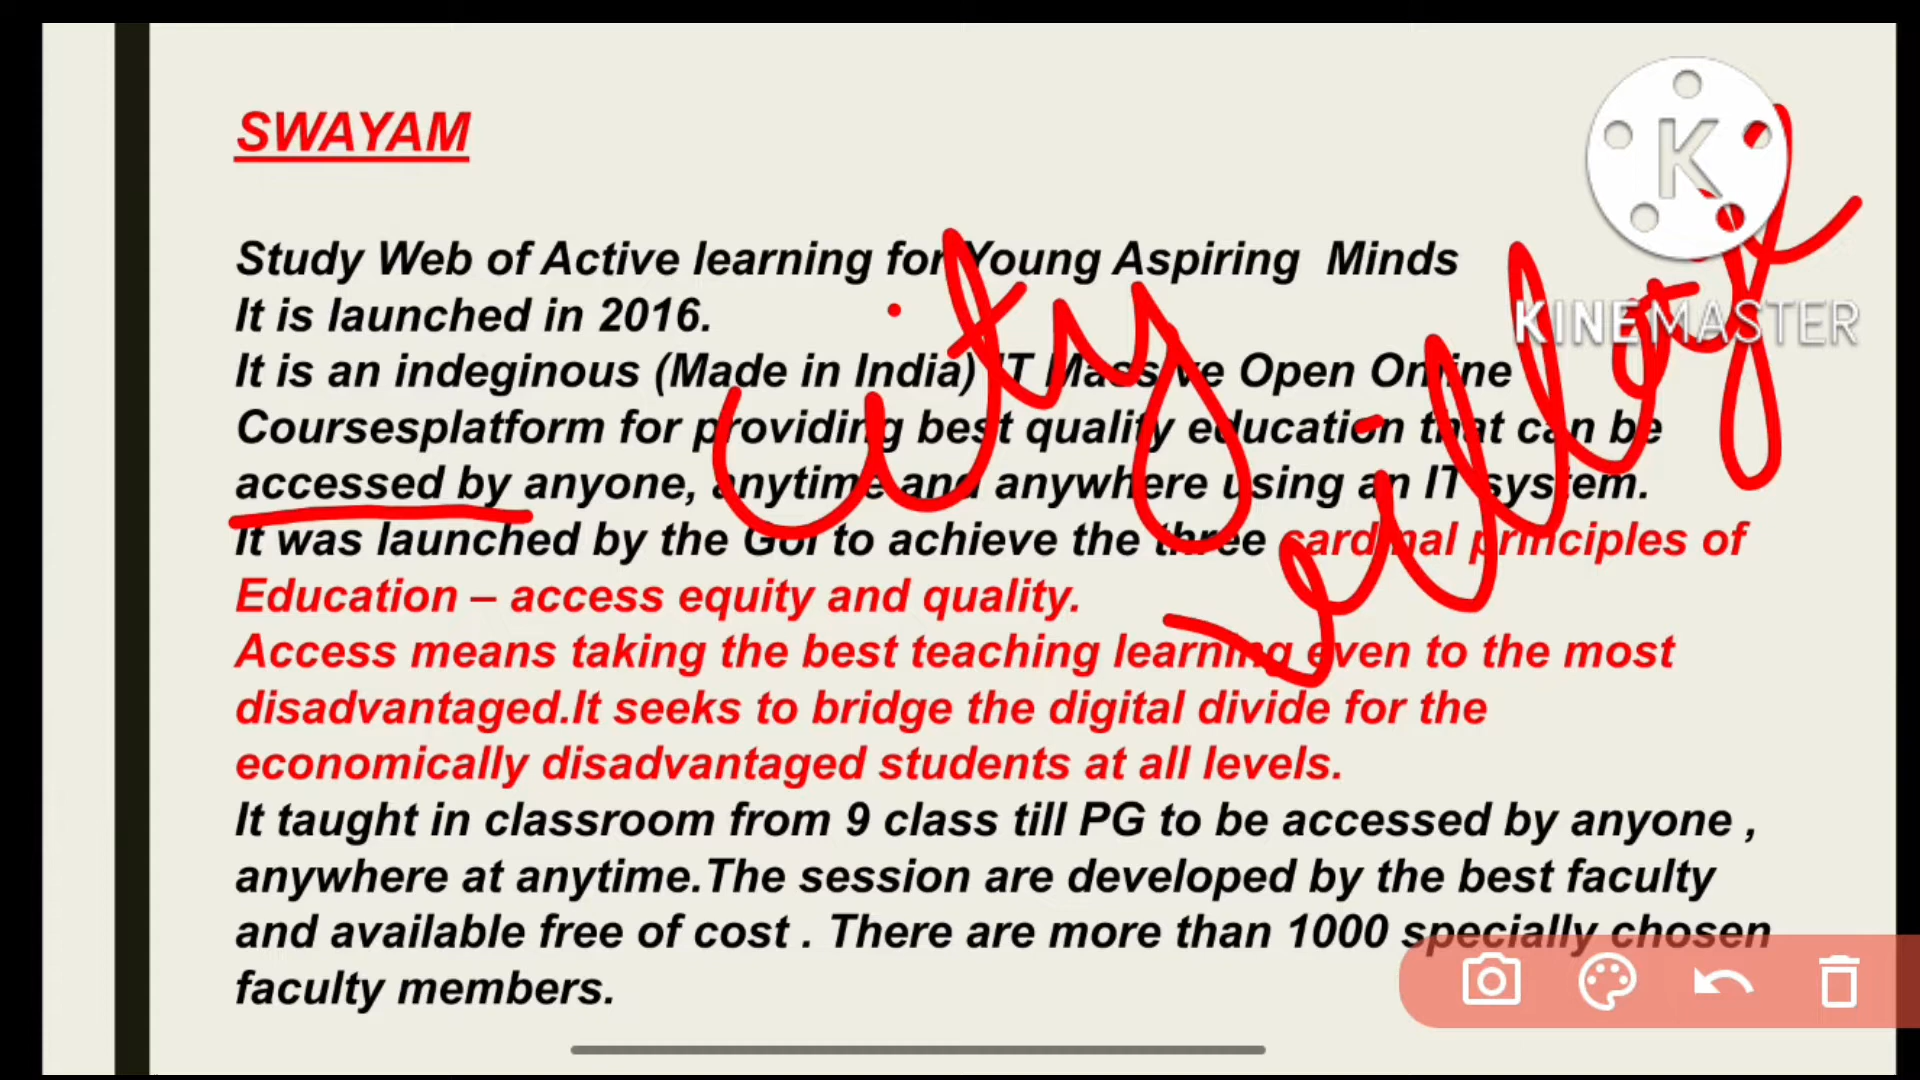 SWAYAM
Study Web of Active learning for Young Aspiring Minds
It is launched in 2016.
It is an indeginous (Made in India) IT Massive Open Online
Coursesplatform for providing best quality education that can be
accessed by anyone, anytime and anywhere using an IT system.
It was launched by the GoI to achieve the three cardinal principles of
Education – access equity and quality.
Access means taking the best teaching learning even to the most
disadvantaged.It seeks to bridge the digital divide for the
economically disadvantaged students at all levels.
It taught in classroom from 9 class till PG to be accessed by anyone ,
anywhere at anytime.The session are developed by the best faculty
and available free of cost . There are more than 1000 specially chosen
faculty members.
city
village
K
KINEMASTER